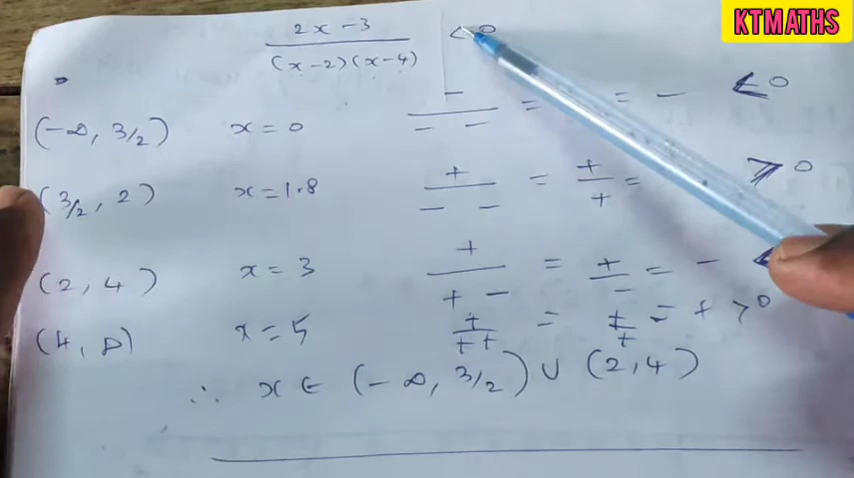 KTMATHS
(2x - 3) / ((x - 2)(x - 4)) < 0
(-∞, 3/2) x = 0 - / - - = = - < 0
(3/2, 2) x = 1.8 + / - - = + / + = > 0
(2, 4) x = 3 + / + - = + / - = - <
(4, ∞) x = 5 + / + + = + / + = + > 0
∴ x ∈ (-∞, 3/2) ∪ (2, 4)